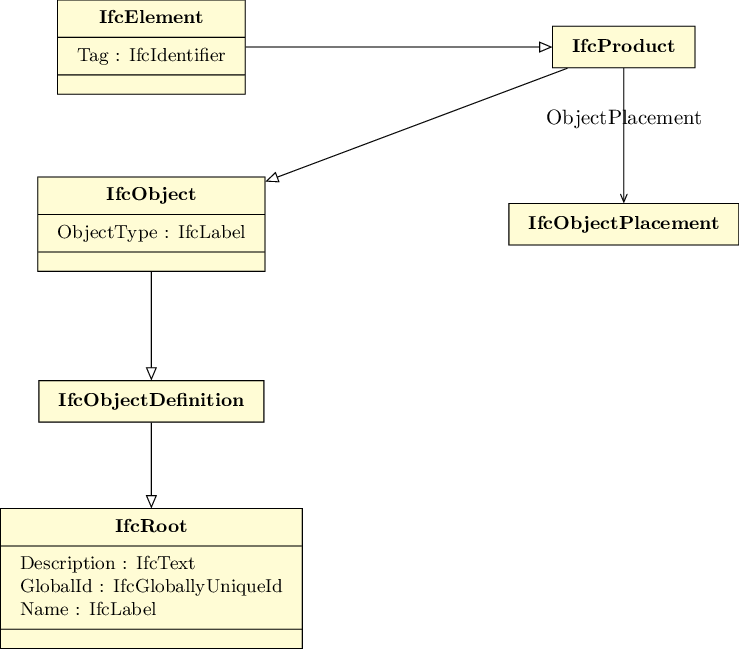 IfcElement
Tag : IfcIdentifier
IfcProduct
ObjectPlacement
IfcObject
ObjectType : IfcLabel
IfcObjectPlacement
IfcObjectDefinition
IfcRoot
Description : IfcText
GlobalId : IfcGloballyUniqueId
Name : IfcLabel